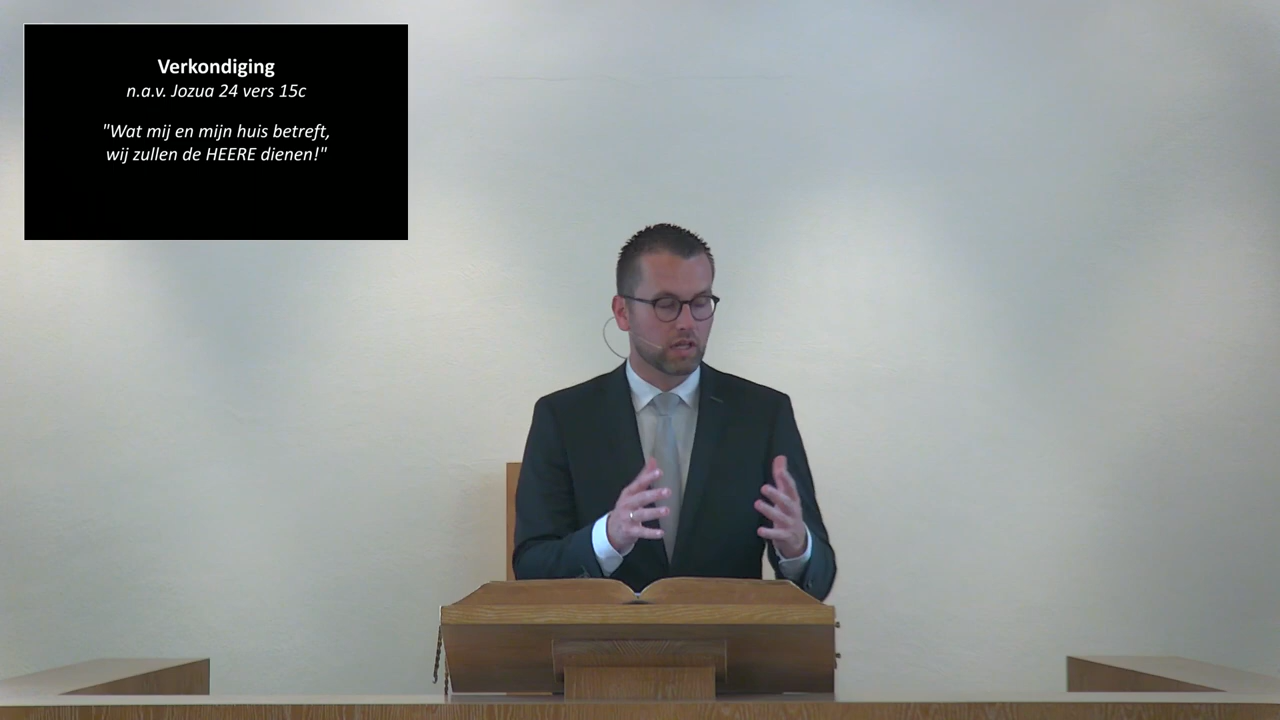 Verkondiging
n.a.v. Jozua 24 vers 15c
"Wat mij en mijn huis betreft,
wij zullen de HEERE dienen!"